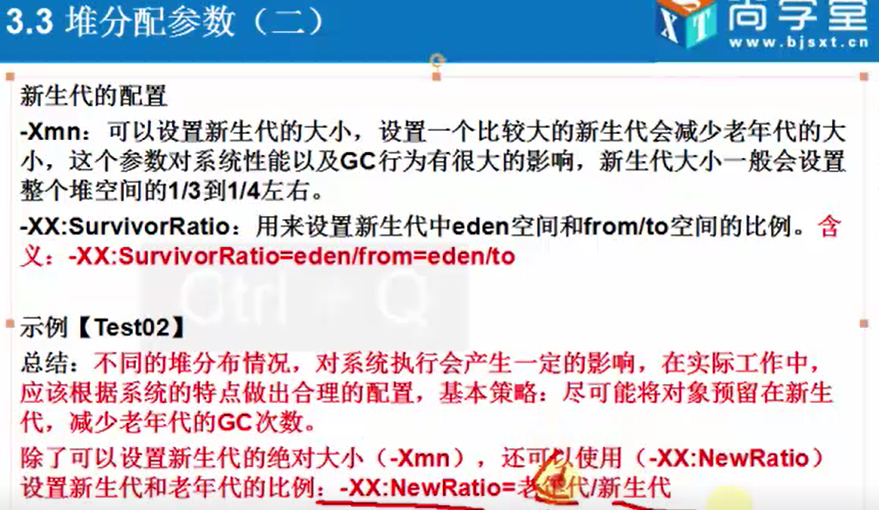 3.3 堆分配参数（二）
尚学堂
www.bjsxt.cn
新生代的配置
-Xmn：可以设置新生代的大小，设置一个比较大的新生代会减少老年代的大
小，这个参数对系统性能以及GC行为有很大的影响，新生代大小一般会设置
整个堆空间的1/3到1/4左右。
-XX:SurvivorRatio：用来设置新生代中eden空间和from/to空间的比例。含
义：-XX:SurvivorRatio=eden/from=eden/to
Ctrl + Q
示例【Test02】
总结：不同的堆分布情况，对系统执行会产生一定的影响，在实际工作中，
应该根据系统的特点做出合理的配置，基本策略：尽可能将对象预留在新生
代，减少老年代的GC次数。
除了可以设置新生代的绝对大小（-Xmn），还可以使用（-XX:NewRatio）
设置新生代和老年代的比例：-XX:NewRatio=老年代/新生代